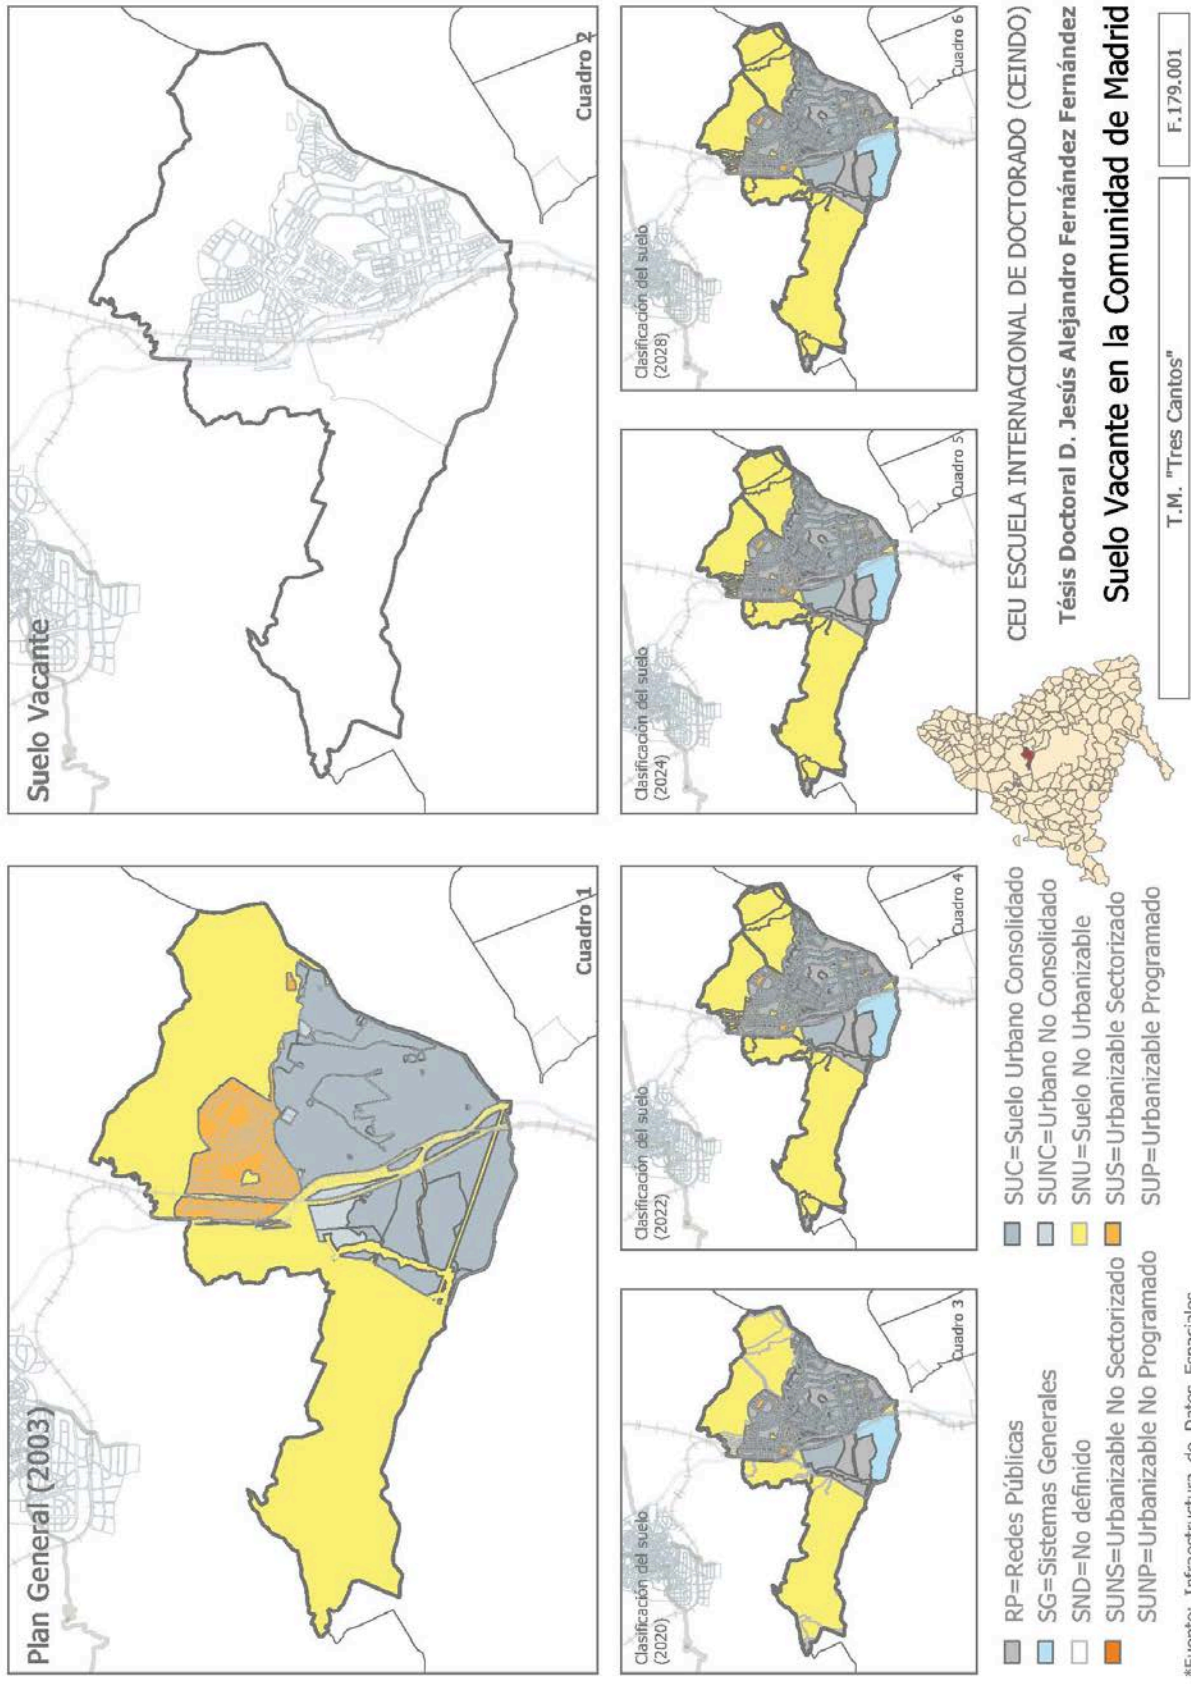 Plan General (2003)
Cuadro 1
Suelo Vacante
Cuadro 2
Clasificación del suelo
(2020)
Cuadro 3
Clasificación del suelo
(2022)
Cuadro 4
Clasificación del suelo
(2024)
Cuadro 5
Clasificación del suelo
(2028)
Cuadro 6
RP=Redes Públicas
SG=Sistemas Generales
SND=No definido
SUNS=Urbanizable No Sectorizado
SUNP=Urbanizable No Programado
SUC=Suelo Urbano Consolidado
SUNC=Urbano No Consolidado
SNU=Suelo No Urbanizable
SUS=Urbanizable Sectorizado
SUP=Urbanizable Programado
CEU ESCUELA INTERNACIONAL DE DOCTORADO (CEINDO)
Tésis Doctoral D. Jesús Alejandro Fernández Fernández
Suelo Vacante en la Comunidad de Madrid
T.M. "Tres Cantos"
F.179.001
*Fuente: Infraestructura de Datos Espaciales